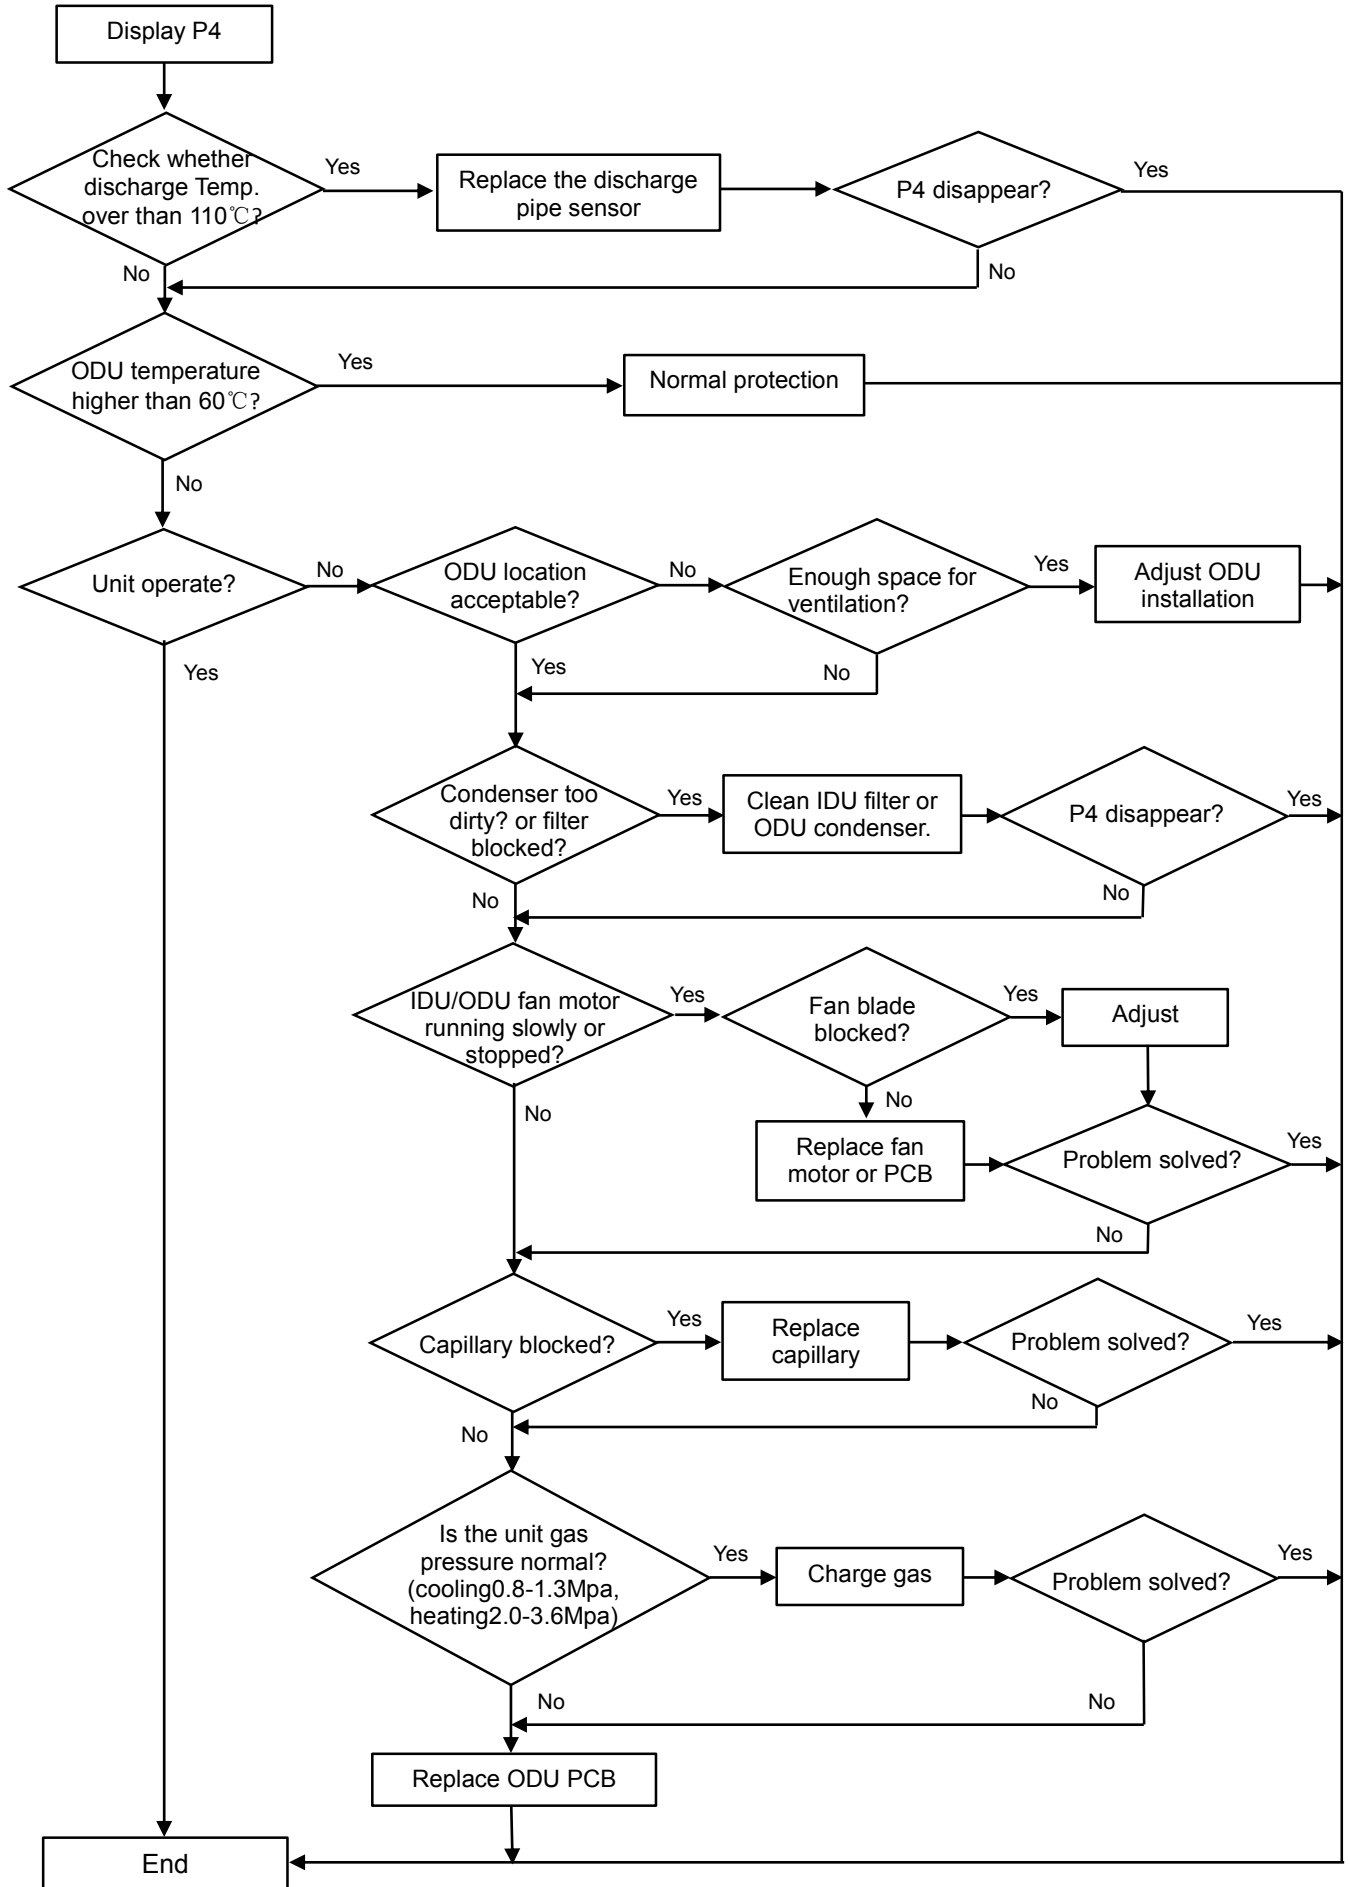 Display P4
Check whether
discharge Temp.
over than 110℃?
Yes
Replace the discharge
pipe sensor
P4 disappear?
Yes
No
No
ODU temperature
higher than 60℃?
Yes
Normal protection
No
Unit operate?
No
ODU location
acceptable?
No
Enough space for
ventilation?
Yes
Adjust ODU
installation
Yes
Yes
No
Condenser too
dirty? or filter
blocked?
Yes
Clean IDU filter or
ODU condenser.
P4 disappear?
Yes
No
No
IDU/ODU fan motor
running slowly or
stopped?
Yes
Fan blade
blocked?
Yes
Adjust
No
No
Replace fan
motor or PCB
Problem solved?
Yes
No
Capillary blocked?
Yes
Replace
capillary
Problem solved?
Yes
No
No
Is the unit gas
pressure normal?
(cooling0.8-1.3Mpa,
heating2.0-3.6Mpa)
Yes
Charge gas
Problem solved?
Yes
No
No
Replace ODU PCB
End